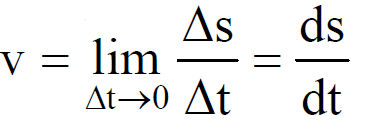 v = lim Δt→0 Δs/Δt = ds/dt